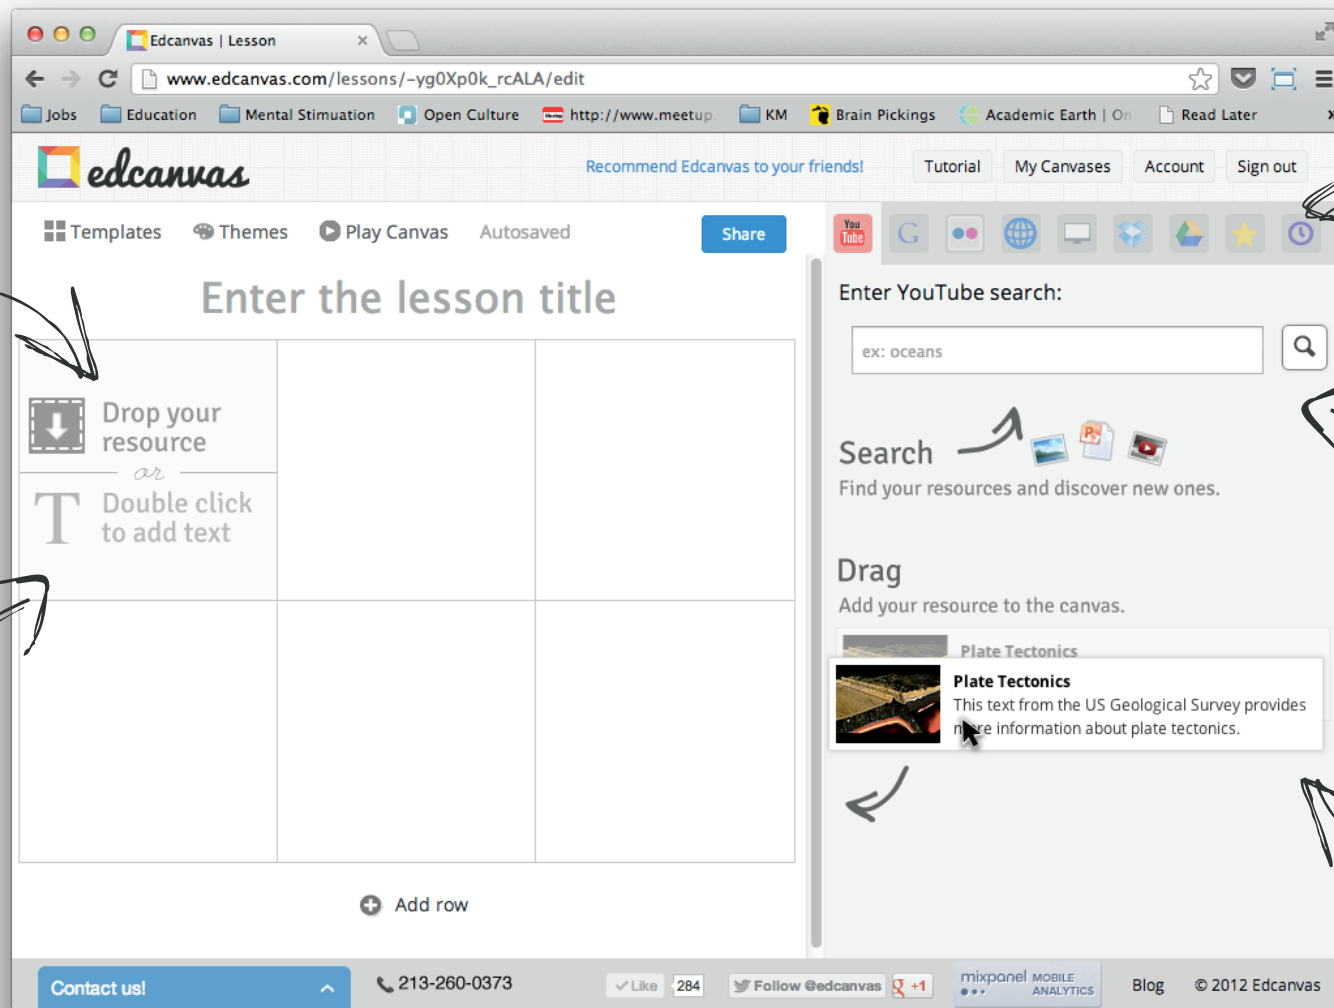 Edcanvas | Lesson
www.edcanvas.com/lessons/-yg0Xp0k_rcALA/edit
Jobs Education Mental Stimuation Open Culture http://www.meetup. KM Brain Pickings Academic Earth | On Read Later
edcanvas
Recommend Edcanvas to your friends! Tutorial My Canvases Account Sign out
Templates Themes Play Canvas Autosaved Share
You
Tube
G
Enter the lesson title
Drop your
resource
or
T Double click
to add text
Add row
Enter YouTube search:
ex: oceans
Search
Find your resources and discover new ones.
Drag
Add your resource to the canvas.
Plate Tectonics
Plate Tectonics
This text from the US Geological Survey provides
more information about plate tectonics.
Contact us! 213-260-0373 Like 284 Follow @edcanvas g +1 mixpanel MOBILE ANALYTICS Blog © 2012 Edcanvas